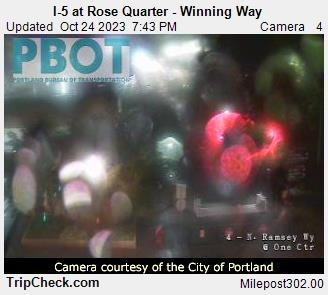 I-5 at Rose Quarter - Winning Way
Updated Oct 24 2023 7:43 PM Camera 4
PBOT
PORTLAND BUREAU OF TRANSPORTATION
4 - N. Ramsey Wy
@ One Ctr
Camera courtesy of the City of Portland
TripCheck.com Milepost302.00